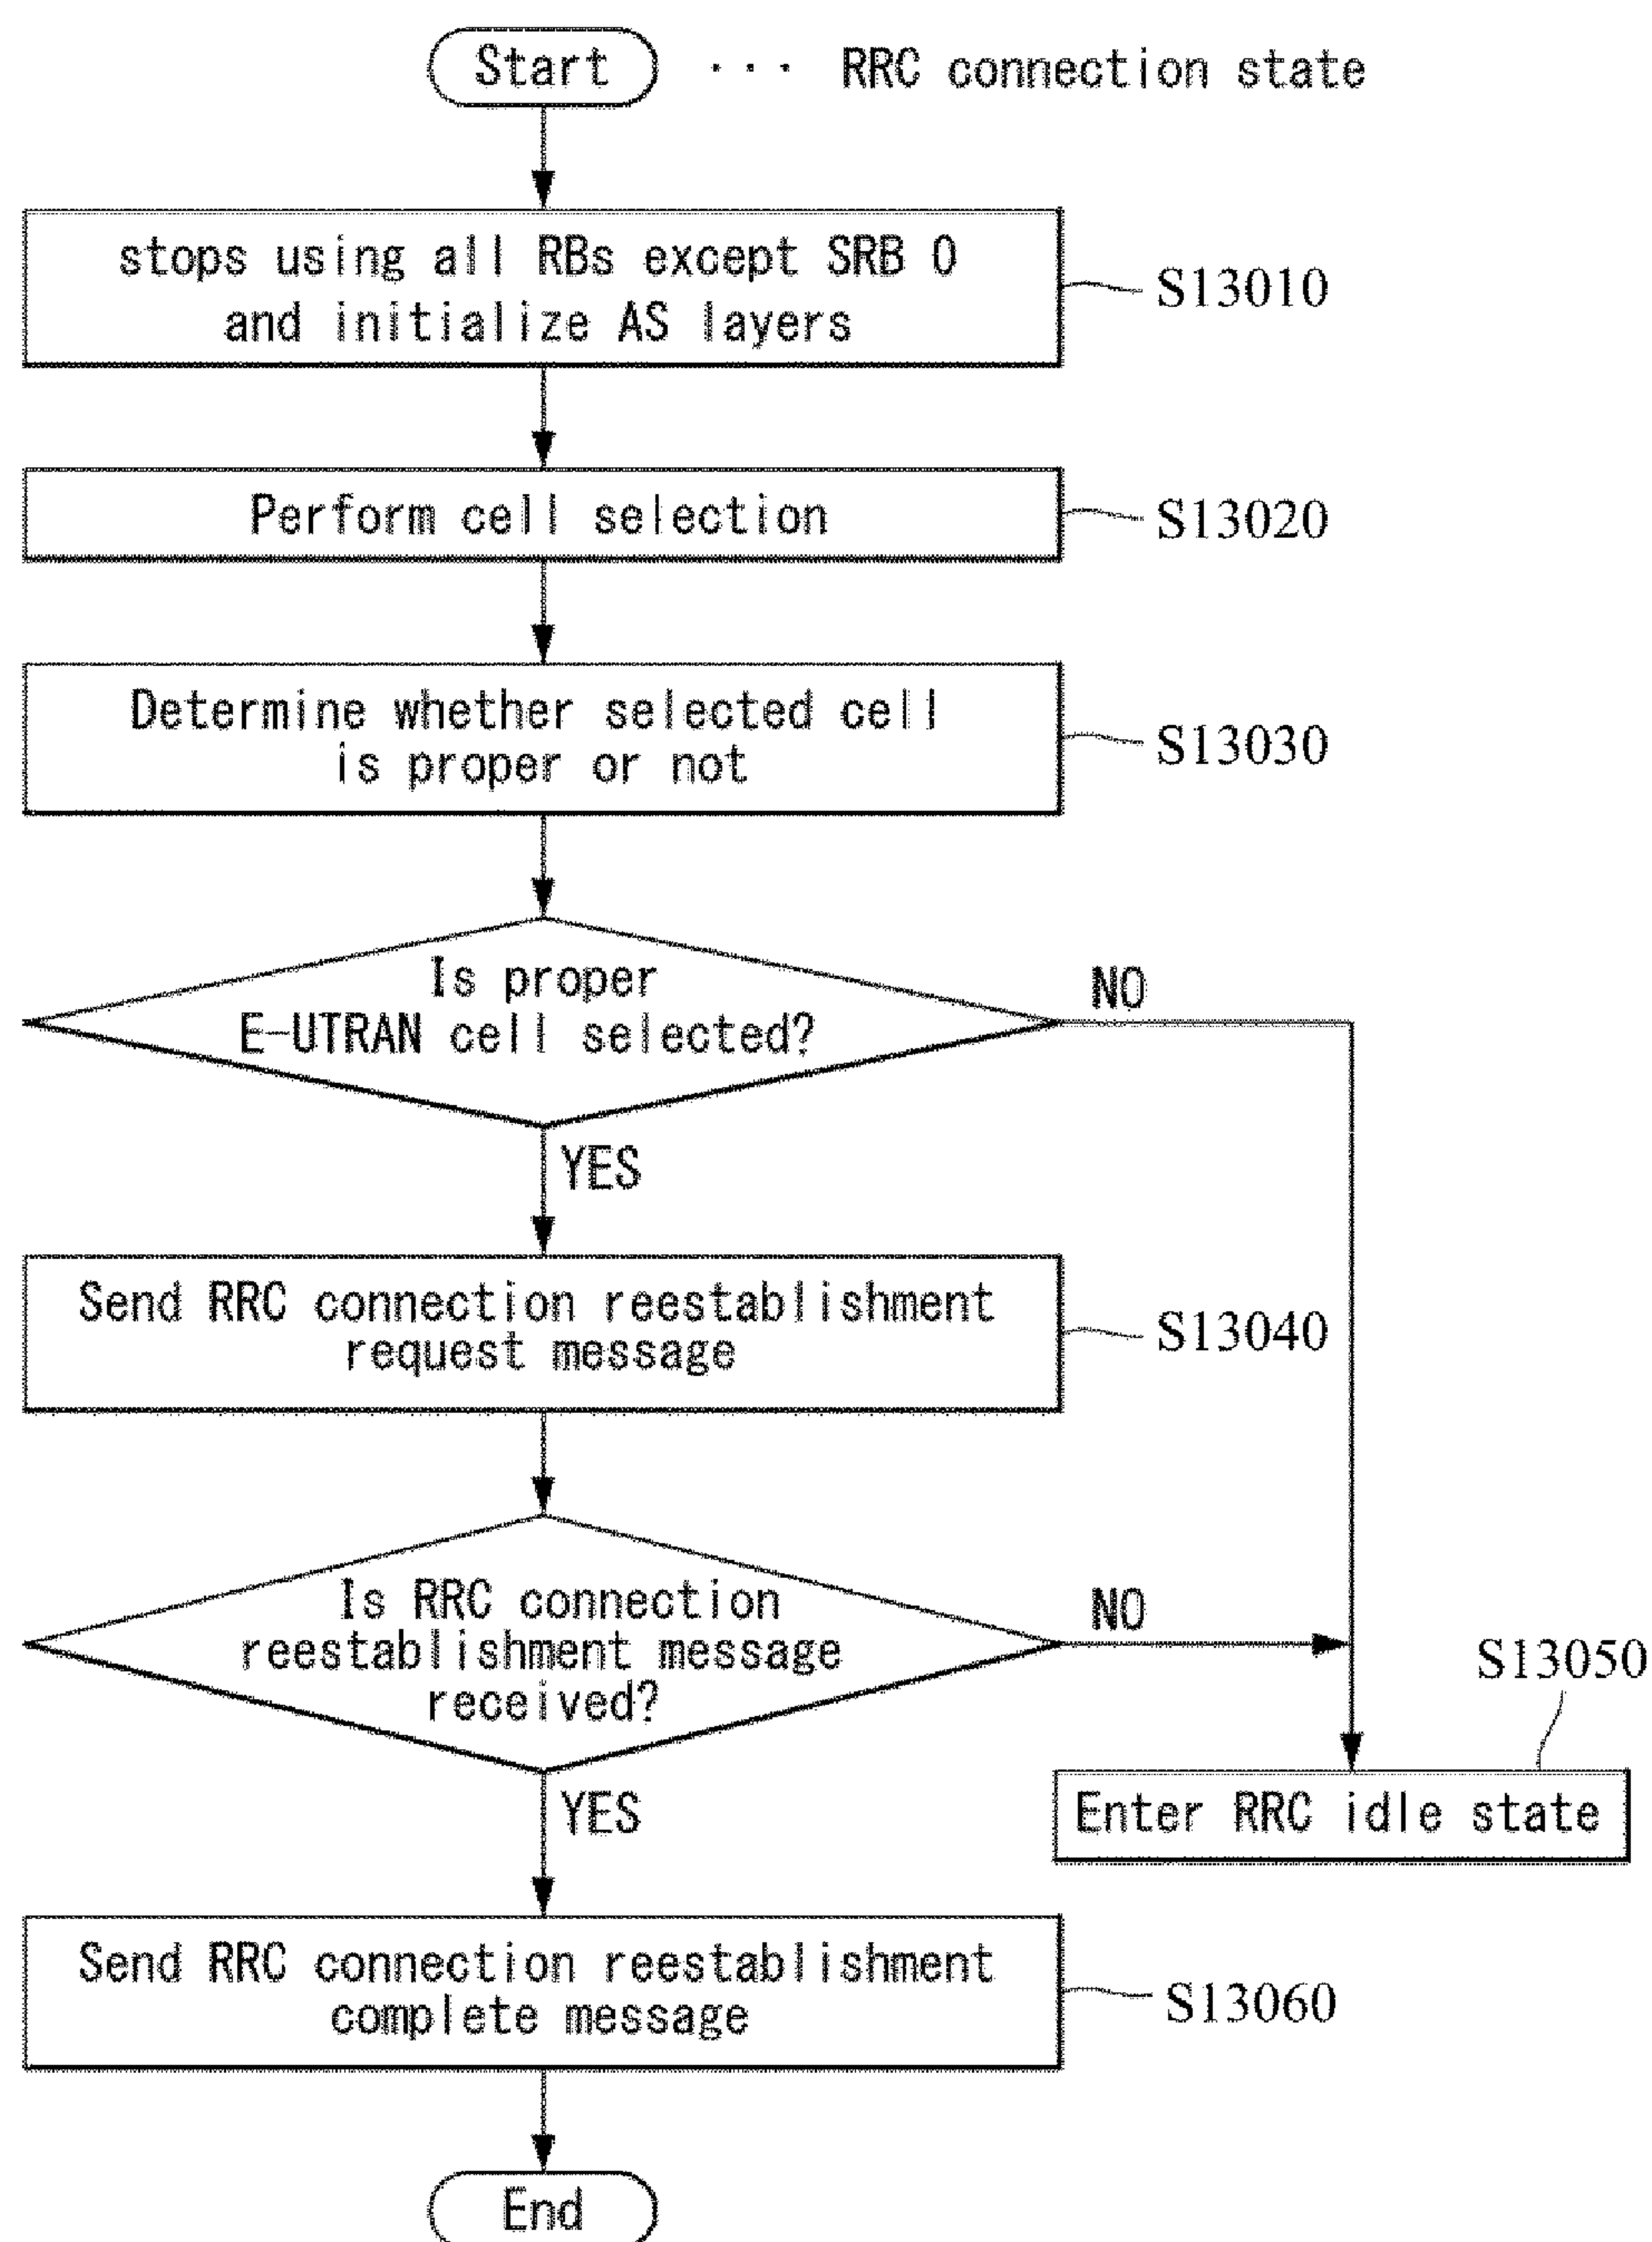 Start ... RRC connection state
stops using all RBs except SRB 0
and initialize AS layers
S13010
Perform cell selection
S13020
Determine whether selected cell
is proper or not
S13030
Is proper
E-UTRAN cell selected?
NO
YES
Send RRC connection reestablishment
request message
S13040
Is RRC connection
reestablishment message
received?
NO
S13050
YES
Enter RRC idle state
Send RRC connection reestablishment
complete message
S13060
End